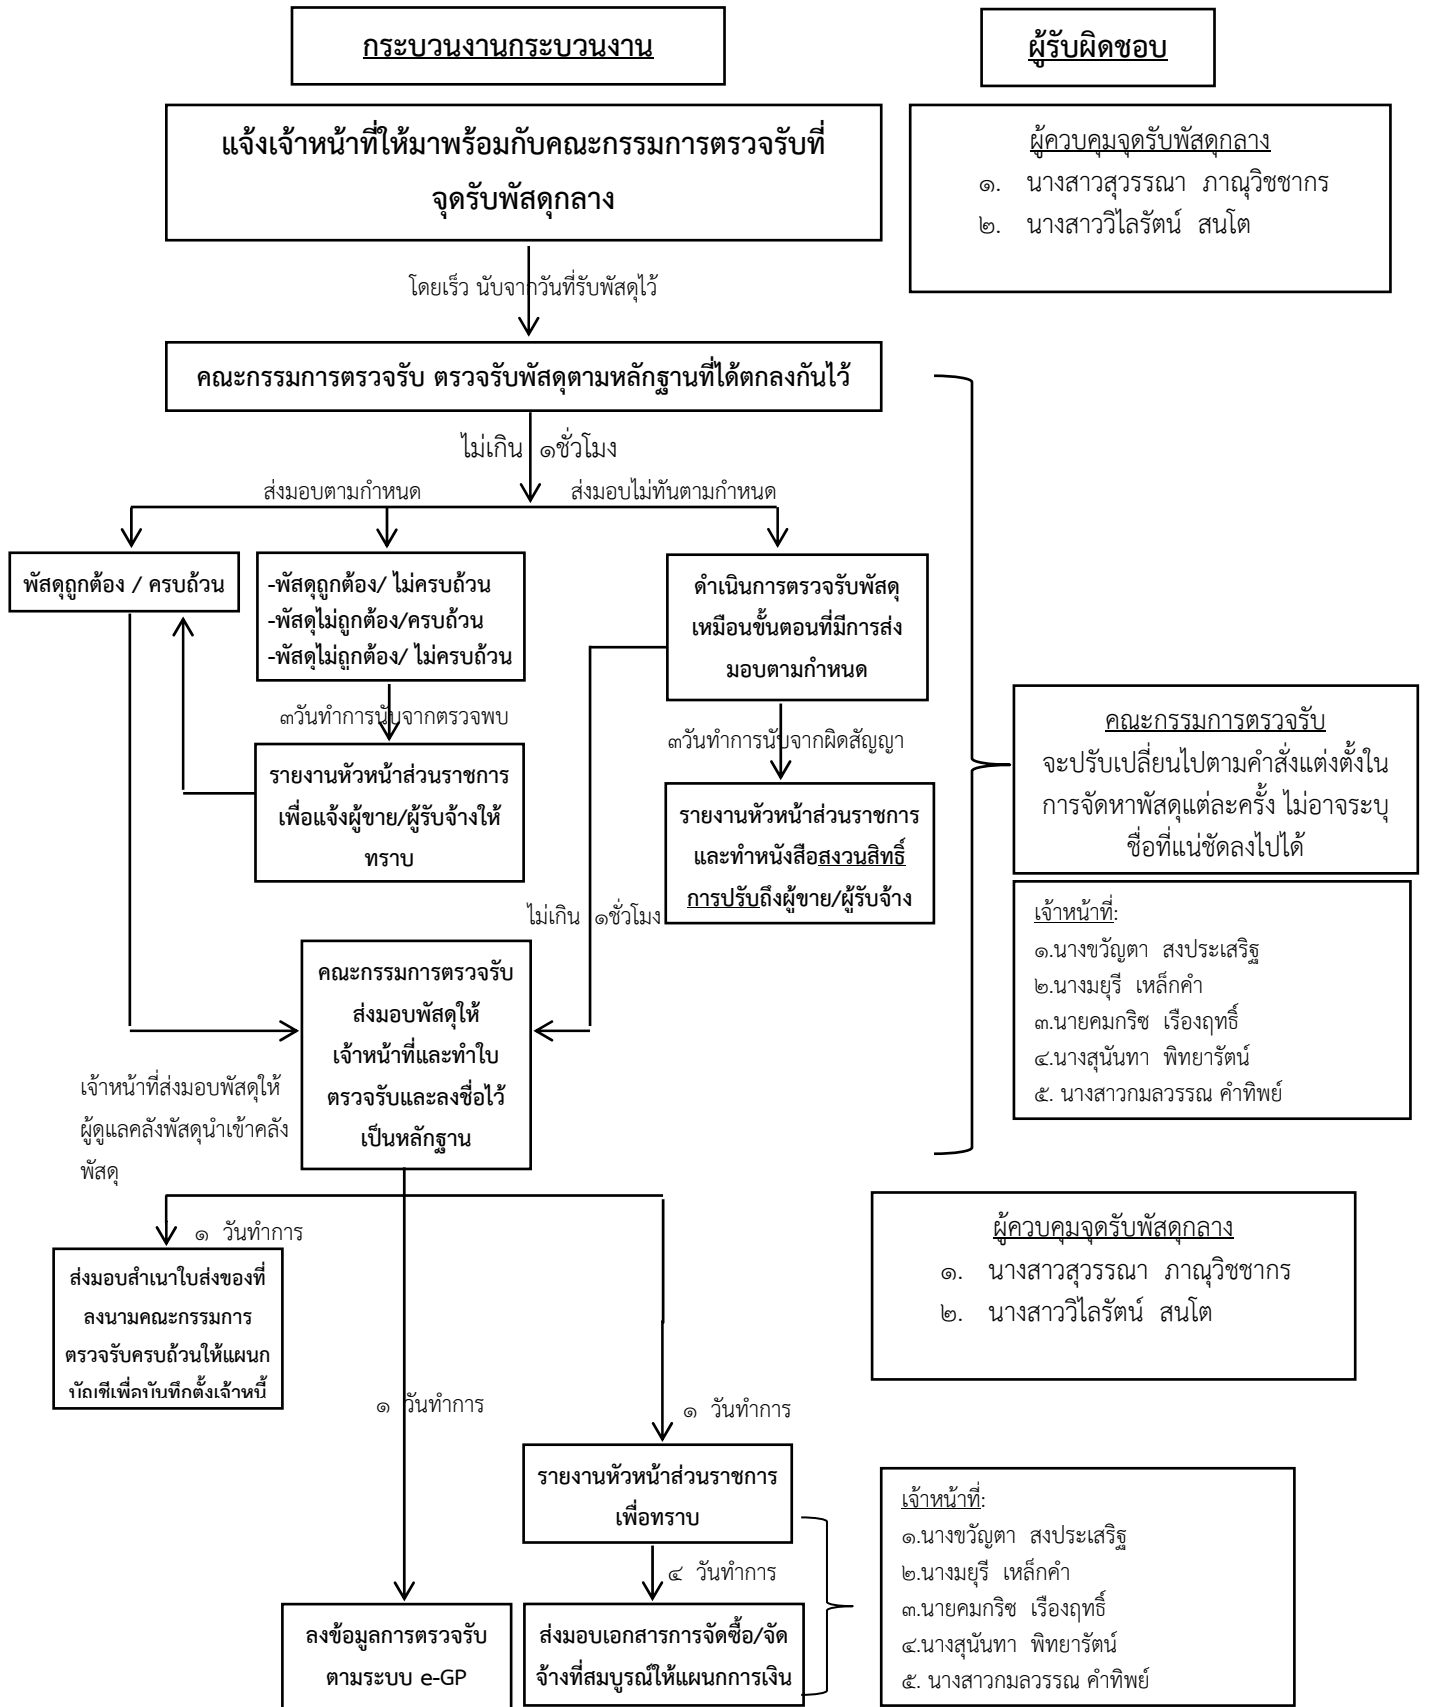 กระบวนงานกระบวนงาน
ผู้รับผิดชอบ
แจ้งเจ้าหน้าที่ให้มาพร้อมกับคณะกรรมการตรวจรับที่
จุดรับพัสดุกลาง
ผู้ควบคุมจุดรับพัสดุกลาง
๑. นางสาวสุวรรณา ภาณุวิชชากร
๒. นางสาววิไลรัตน์ สนโต
โดยเร็ว นับจากวันที่รับพัสดุไว้
คณะกรรมการตรวจรับ ตรวจรับพัสดุตามหลักฐานที่ได้ตกลงกันไว้
ไม่เกิน ๑ชั่วโมง
ส่งมอบตามกำหนด
ส่งมอบไม่ทันตามกำหนด
พัสดุถูกต้อง / ครบถ้วน
-พัสดุถูกต้อง/ ไม่ครบถ้วน
-พัสดุไม่ถูกต้อง/ครบถ้วน
-พัสดุไม่ถูกต้อง/ ไม่ครบถ้วน
ดำเนินการตรวจรับพัสดุ
เหมือนขั้นตอนที่มีการส่ง
มอบตามกำหนด
๓วันทำการนับจากตรวจพบ
๓วันทำการนับจากผิดสัญญา
รายงานหัวหน้าส่วนราชการ
เพื่อแจ้งผู้ขาย/ผู้รับจ้างให้
ทราบ
รายงานหัวหน้าส่วนราชการ
และทำหนังสือสงวนสิทธิ์
การปรับถึงผู้ขาย/ผู้รับจ้าง
คณะกรรมการตรวจรับ
จะปรับเปลี่ยนไปตามคำสั่งแต่งตั้งใน
การจัดหาพัสดุแต่ละครั้ง ไม่อาจระบุ
ชื่อที่แน่ชัดลงไปได้
ไม่เกิน ๑ชั่วโมง
เจ้าหน้าที่:
๑.นางขวัญตา สงประเสริฐ
๒.นางมยุรี เหล็กคำ
๓.นายคมกริช เรืองฤทธิ์
๔.นางสุนันทา พิทยารัตน์
๕. นางสาวกมลวรรณ คำทิพย์
คณะกรรมการตรวจรับ
ส่งมอบพัสดุให้
เจ้าหน้าที่และทำใบ
ตรวจรับและลงชื่อไว้
เป็นหลักฐาน
เจ้าหน้าที่ส่งมอบพัสดุให้
ผู้ดูแลคลังพัสดุนำเข้าคลัง
พัสดุ
๑ วันทำการ
ส่งมอบสำเนาใบส่งของที่
ลงนามคณะกรรมการ
ตรวจรับครบถ้วนให้แผนก
บัญชีเพื่อบันทึกตั้งเจ้าหนี้
ผู้ควบคุมจุดรับพัสดุกลาง
๑. นางสาวสุวรรณา ภาณุวิชชากร
๒. นางสาววิไลรัตน์ สนโต
๑ วันทำการ
๑ วันทำการ
รายงานหัวหน้าส่วนราชการ
เพื่อทราบ
๔ วันทำการ
ลงข้อมูลการตรวจรับ
ตามระบบ e-GP
ส่งมอบเอกสารการจัดซื้อ/จัด
จ้างที่สมบูรณ์ให้แผนกการเงิน
เจ้าหน้าที่:
๑.นางขวัญตา สงประเสริฐ
๒.นางมยุรี เหล็กคำ
๓.นายคมกริช เรืองฤทธิ์
๔.นางสุนันทา พิทยารัตน์
๕. นางสาวกมลวรรณ คำทิพย์